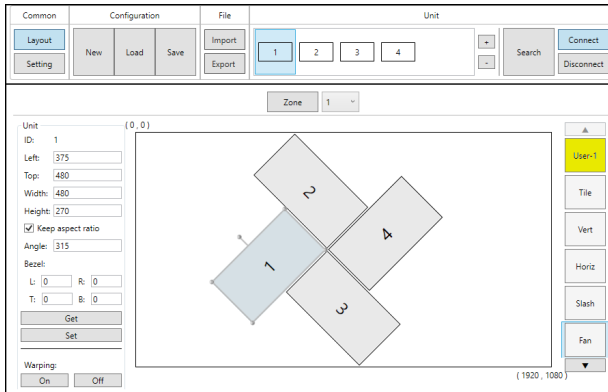 Common
Configuration
File
Unit
Layout
Setting
New
Load
Save
Import
Export
1
2
3
4
+
-
Search
Connect
Disconnect
Zone
1
Unit
ID: 1
Left: 375
Top: 480
Width: 480
Height: 270
Keep aspect ratio
Angle: 315
Bezel:
L: 0 R: 0
T: 0 B: 0
Get
Set
Warping:
On Off
( 0 , 0 )
2
4
1
3
( 1920 , 1080 )
User-1
Tile
Vert
Horiz
Slash
Fan